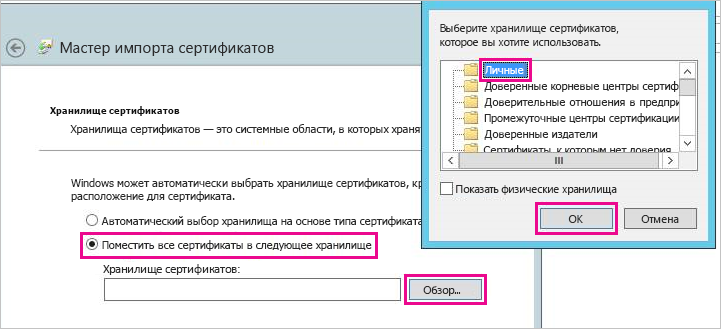 Мастер импорта сертификатов
Хранилище сертификатов
Хранилища сертификатов — это системные области, в которых хранят
Windows может автоматически выбрать хранилище сертификатов, кр
расположение для сертификата.
Автоматический выбор хранилища на основе типа сертификата
Поместить все сертификаты в следующее хранилище
Хранилище сертификатов:
Обзор...
Выберите хранилище сертификатов,
которое вы хотите использовать.
Личные
Доверенные корневые центры сертиф
Доверительные отношения в предпри
Промежуточные центры сертификации
Доверенные издатели
Сертификаты, к которым нет доверия
Показать физические хранилища
ОК
Отмена